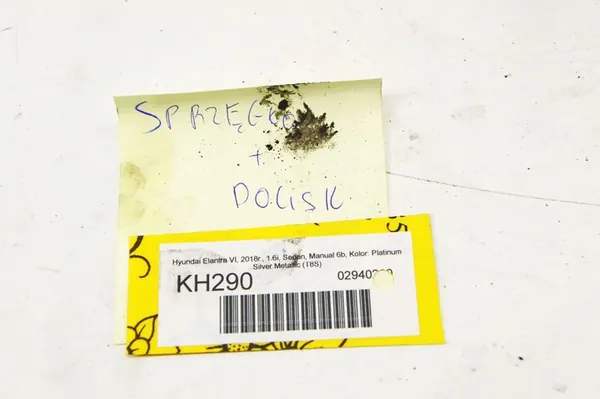 SPRZĘGŁO
+
DOCISK
Hyundai Elantra VI, 2018r., 1.6i, Sedan, Manual 6b, Kolor: Platinum
Silver Metallic (T8S)
KH290